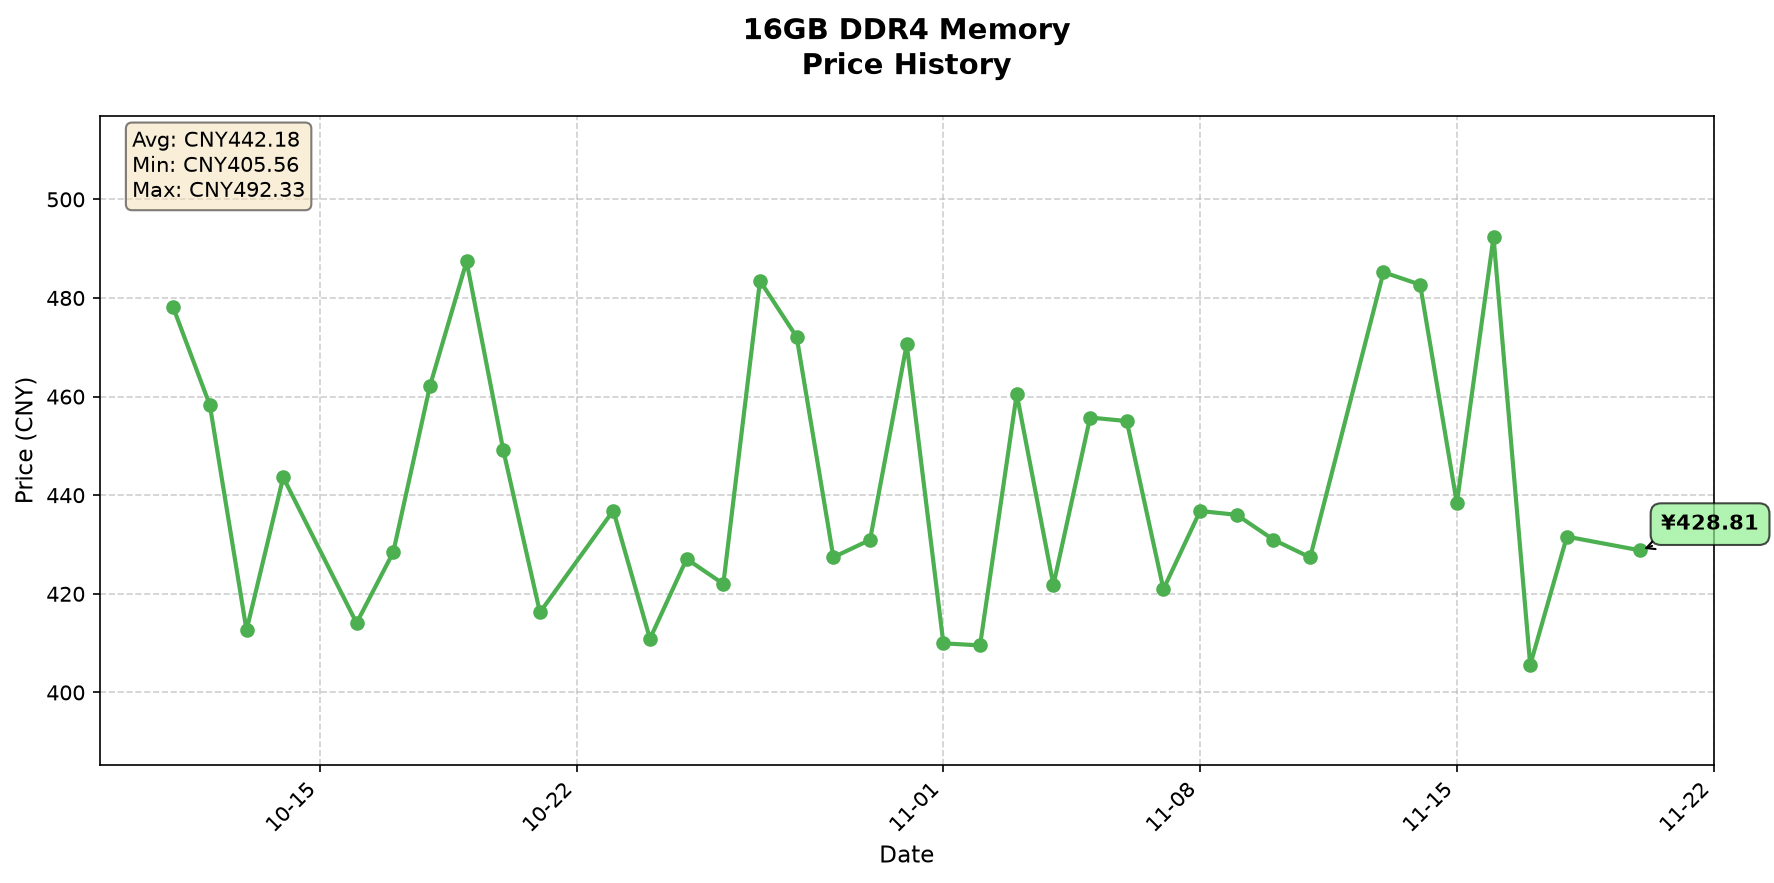 16GB DDR4 Memory
Price History
Avg: CNY442.18
Min: CNY405.56
Max: CNY492.33
500
480
460
440
420
400
Price (CNY)
¥428.81
10-15
10-22
11-01
11-08
11-15
11-22
Date